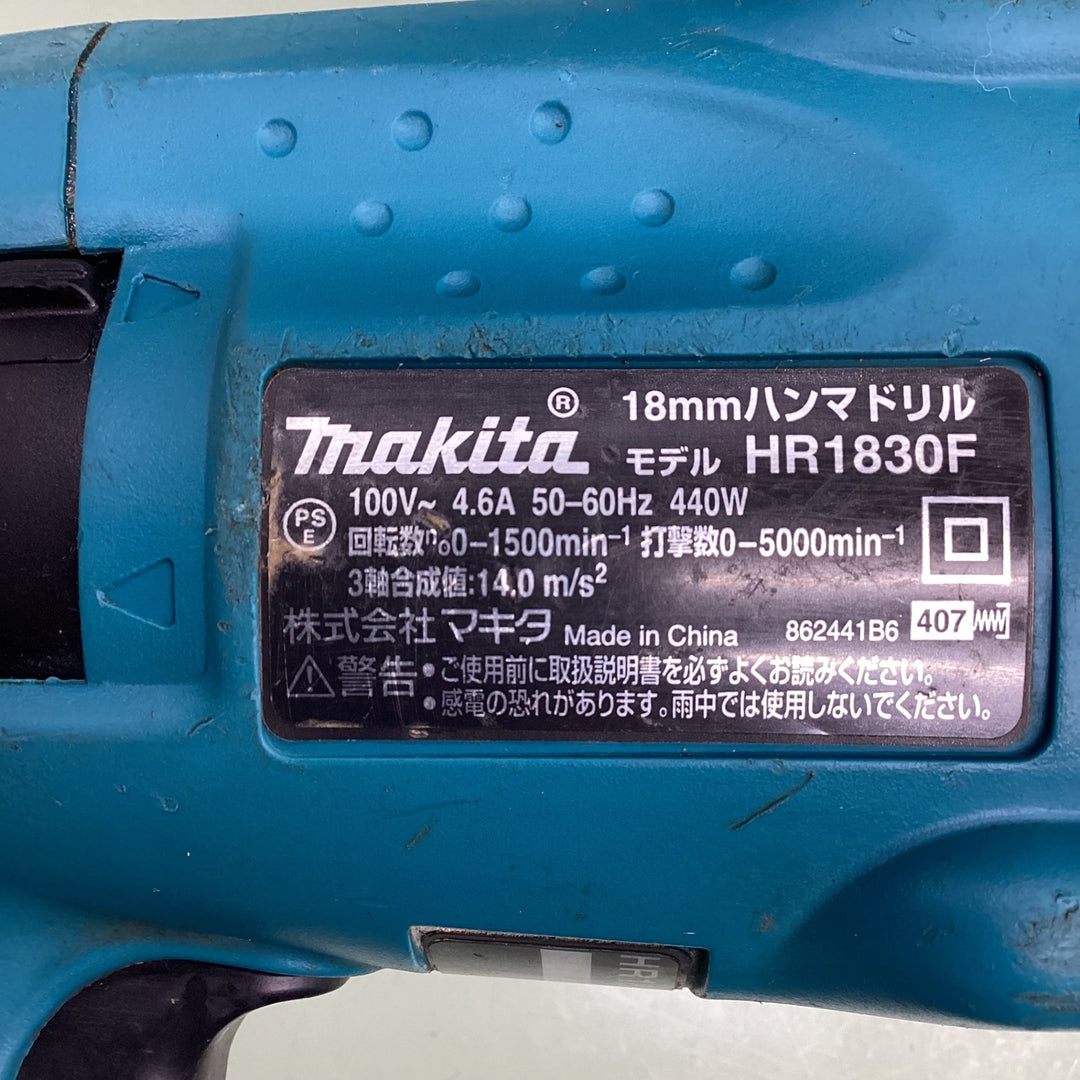 makita® 18mmハンマドリル
モデル HR1830F
PS E 100V~ 4.6A 50-60Hz 440W
回転数n₀0-1500min⁻¹ 打撃数0-5000min⁻¹
3軸合成値:14.0 m/s²
株式会社マキタ Made in China 862441B6 407
警告 • ご使用前に取扱説明書を必ずよくお読みください。
• 感電の恐れがあります。雨中では使用しないでください。